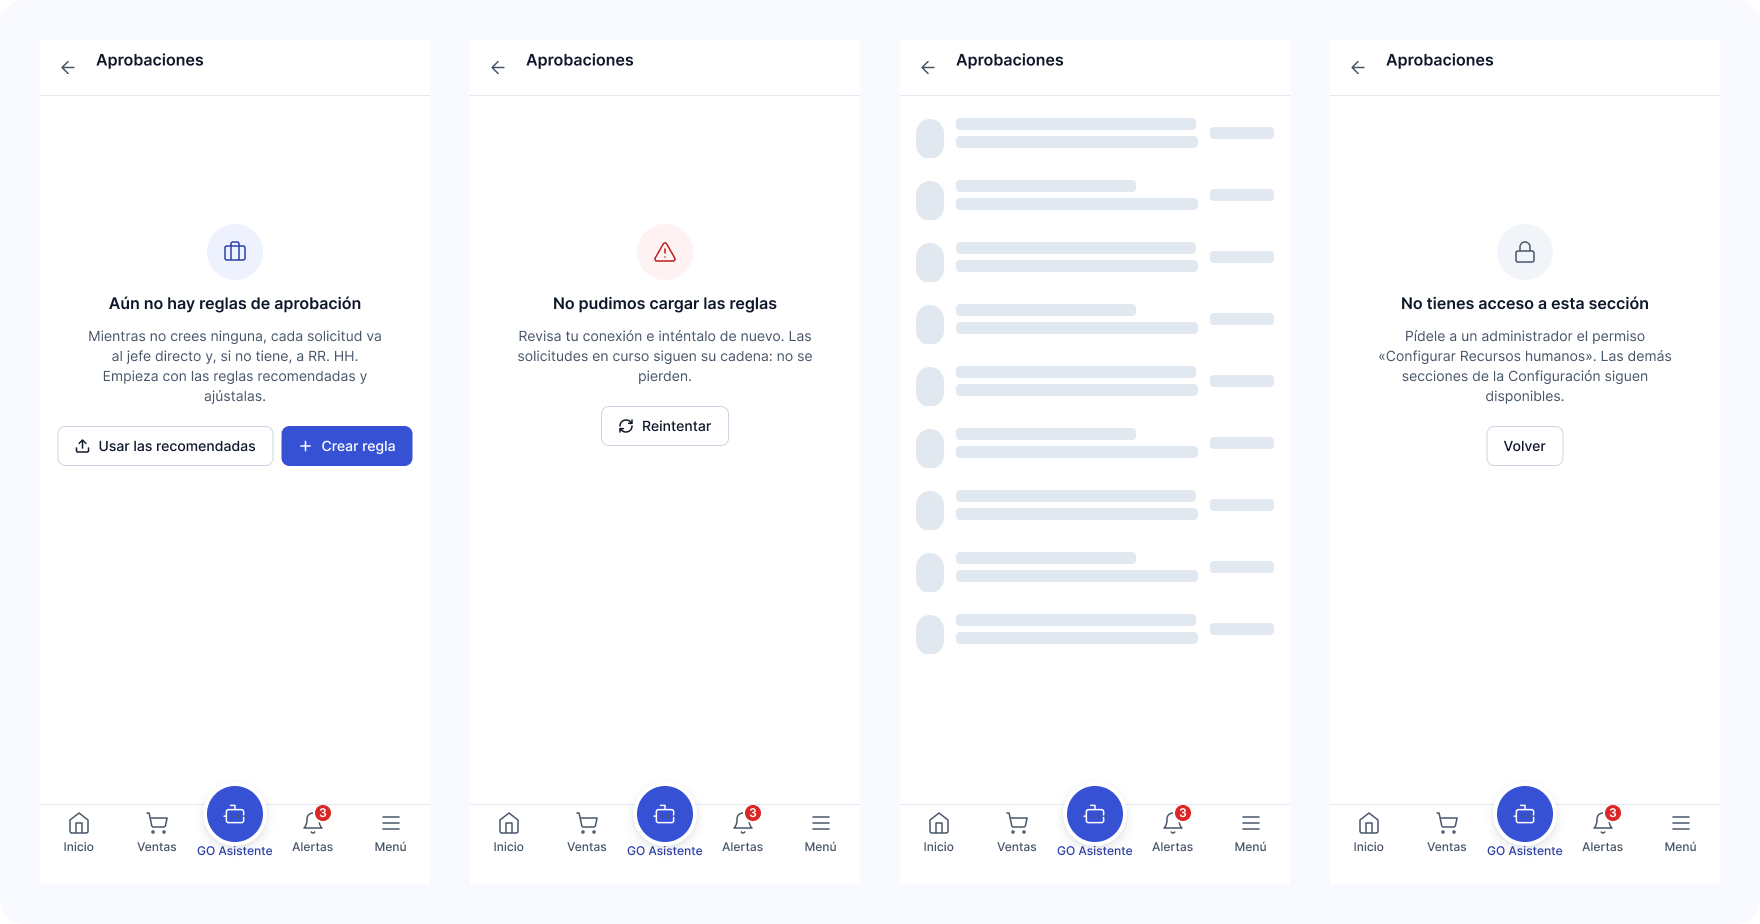 Aprobaciones
Aún no hay reglas de aprobación
Mientras no crees ninguna, cada solicitud va
al jefe directo y, si no tiene, a RR. HH.
Empieza con las reglas recomendadas y
ajústalas.
Usar las recomendadas
Crear regla
Inicio
Ventas
GO Asistente
3
Alertas
Menú
Aprobaciones
No pudimos cargar las reglas
Revisa tu conexión e inténtalo de nuevo. Las
solicitudes en curso siguen su cadena: no se
pierden.
Reintentar
Inicio
Ventas
GO Asistente
3
Alertas
Menú
Aprobaciones
Inicio
Ventas
GO Asistente
3
Alertas
Menú
Aprobaciones
No tienes acceso a esta sección
Pídele a un administrador el permiso
«Configurar Recursos humanos». Las demás
secciones de la Configuración siguen
disponibles.
Volver
Inicio
Ventas
GO Asistente
3
Alertas
Menú